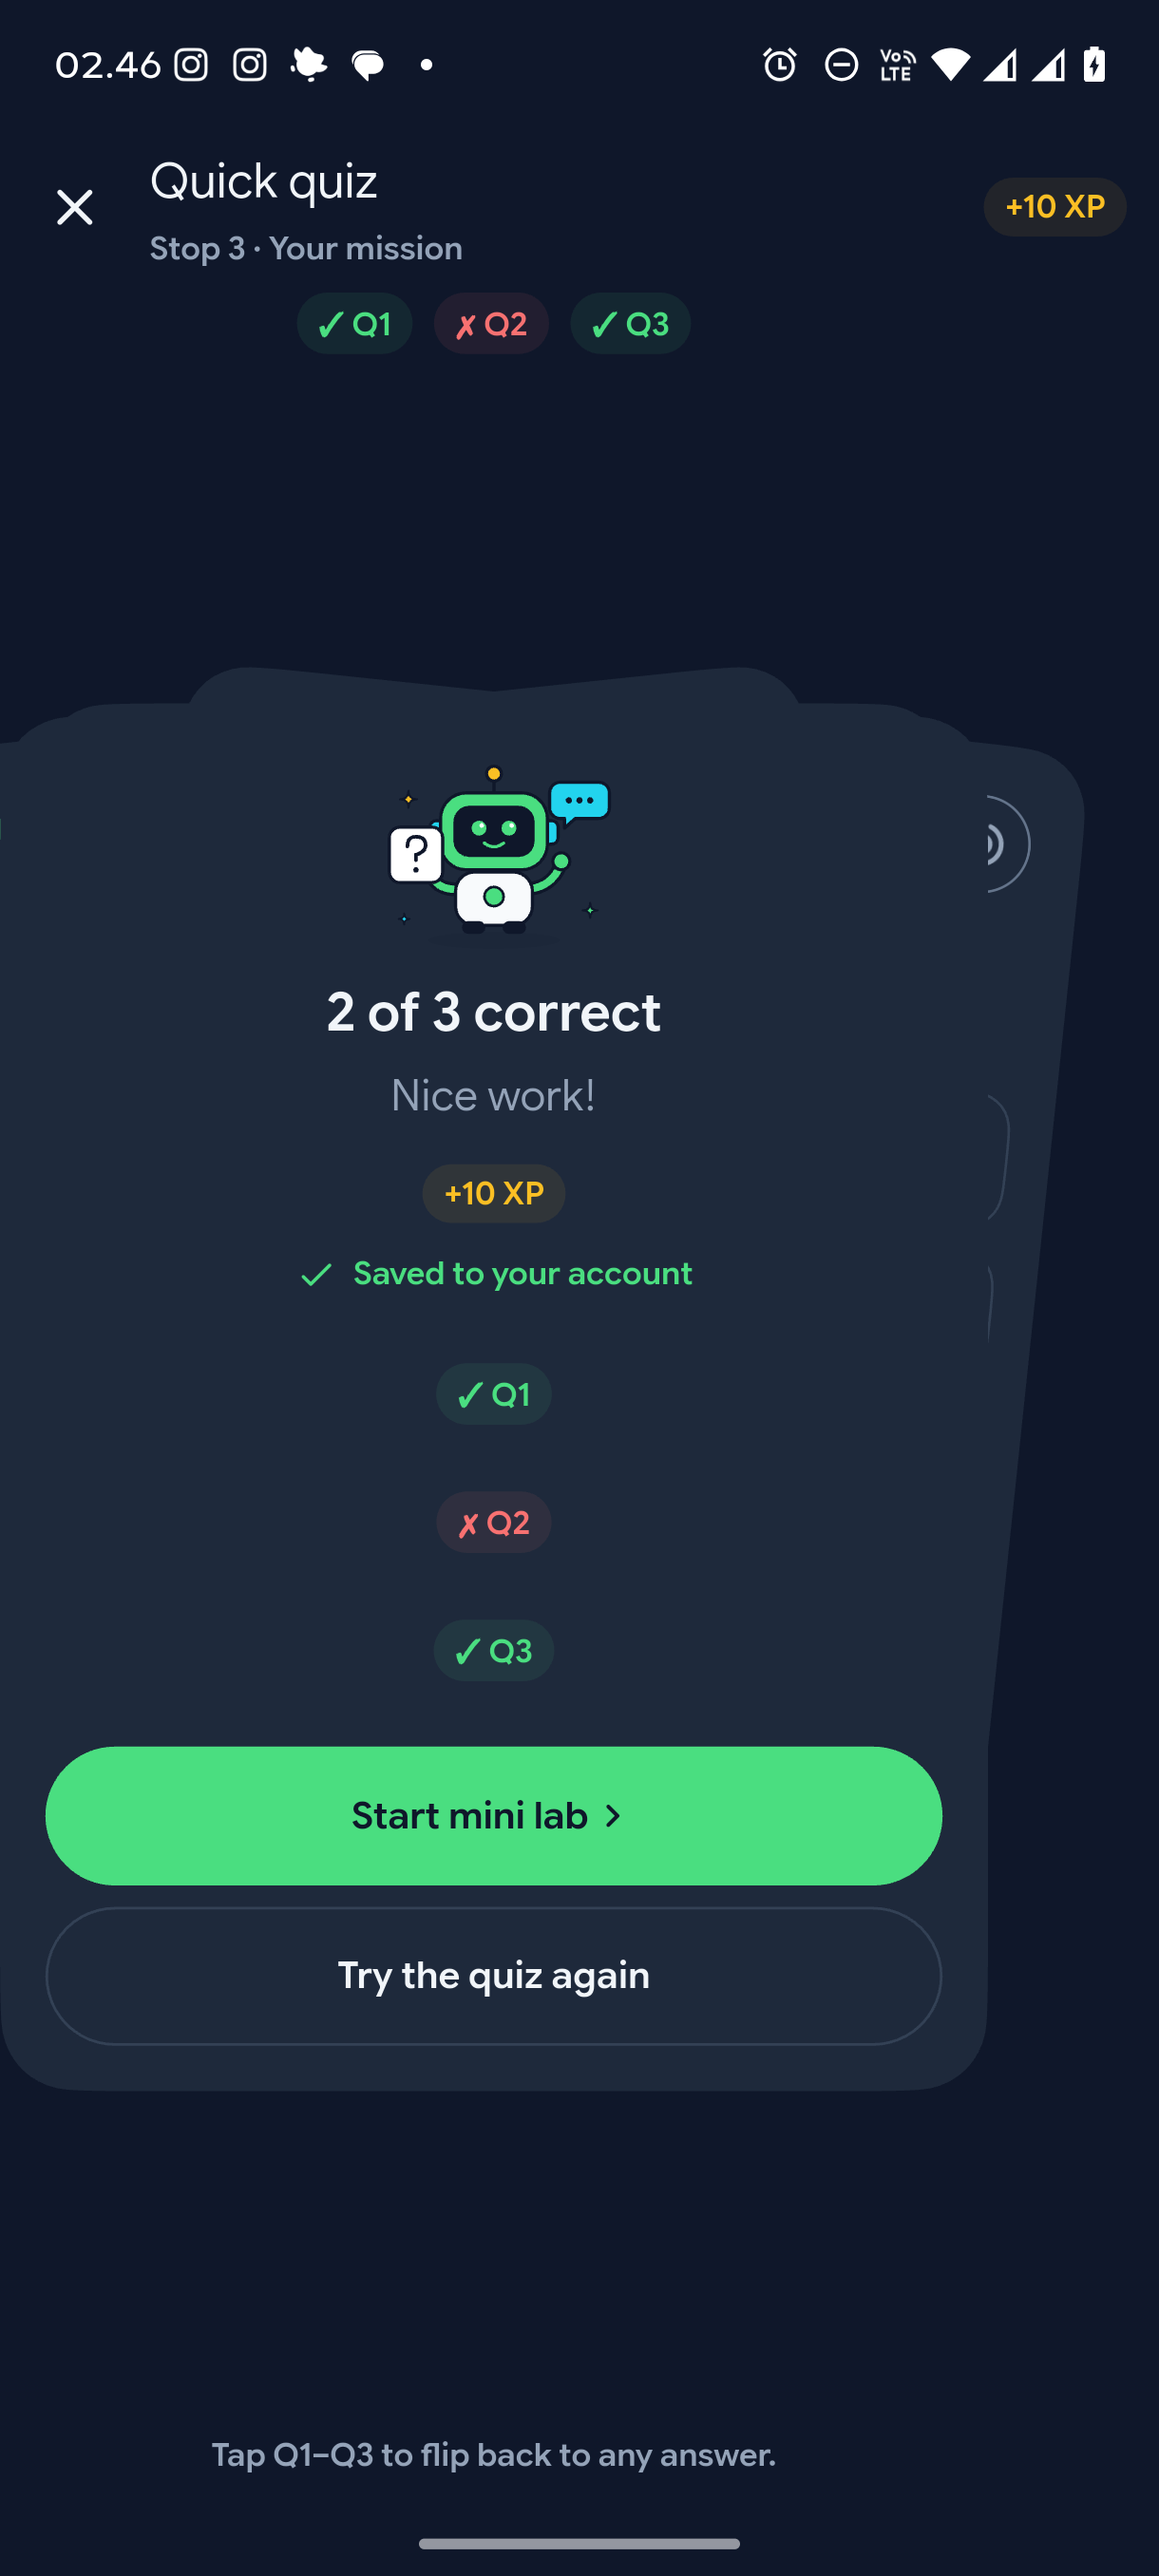 02.46
Quick quiz
Stop 3 · Your mission
+10 XP
✓ Q1 ✗ Q2 ✓ Q3
?
2 of 3 correct
Nice work!
+10 XP
✓ Saved to your account
✓ Q1
✗ Q2
✓ Q3
Start mini lab >
Try the quiz again
Tap Q1–Q3 to flip back to any answer.